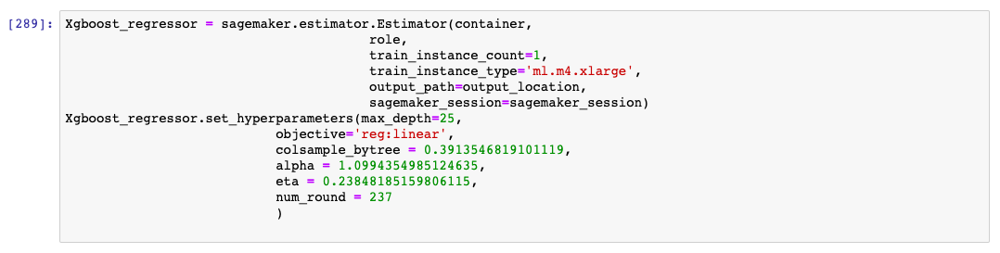 [289]: Xgboost_regressor = sagemaker.estimator.Estimator(container,
role,
train_instance_count=1,
train_instance_type='ml.m4.xlarge',
output_path=output_location,
sagemaker_session=sagemaker_session)
Xgboost_regressor.set_hyperparameters(max_depth=25,
objective='reg:linear',
colsample_bytree = 0.3913546819101119,
alpha = 1.0994354985124635,
eta = 0.23848185159806115,
num_round = 237
)